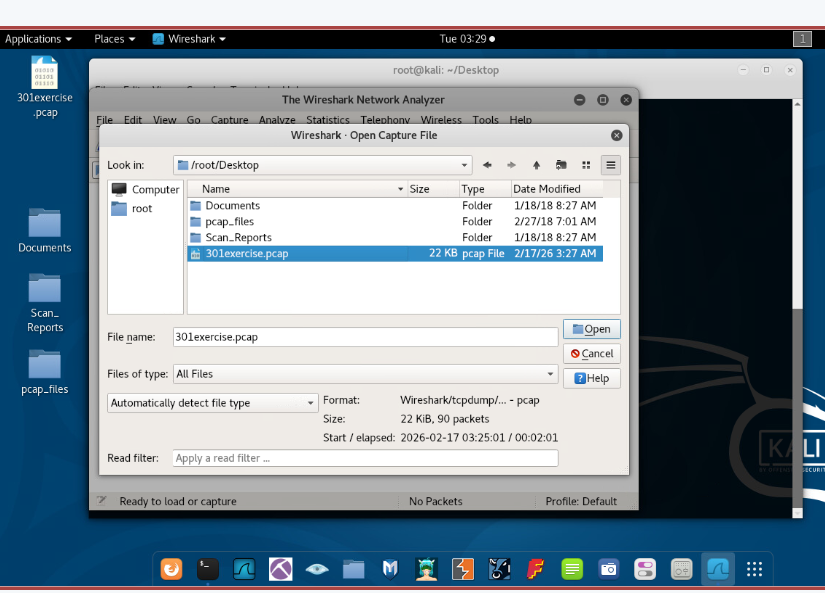 Applications Places Wireshark Tue 03:29 1
301exercise
.pcap
Documents
Scan_
Reports
pcap_files
root@kali: ~/Desktop
The Wireshark Network Analyzer
File Edit View Go Capture Analyze Statistics Telephony Wireless Tools Help
Wireshark · Open Capture File
Look in: /root/Desktop
Computer
root
Name Size Type Date Modified
Documents Folder 1/18/18 8:27 AM
pcap_files Folder 2/27/18 7:01 AM
Scan_Reports Folder 1/18/18 8:27 AM
301exercise.pcap 22 KB pcap File 2/17/26 3:27 AM
File name: 301exercise.pcap
Open
Cancel
Files of type: All Files
Help
Automatically detect file type
Format: Wireshark/tcpdump/... - pcap
Size: 22 KiB, 90 packets
Start / elapsed: 2026-02-17 03:25:01 / 00:02:01
Read filter: Apply a read filter ...
Ready to load or capture No Packets Profile: Default
KALI